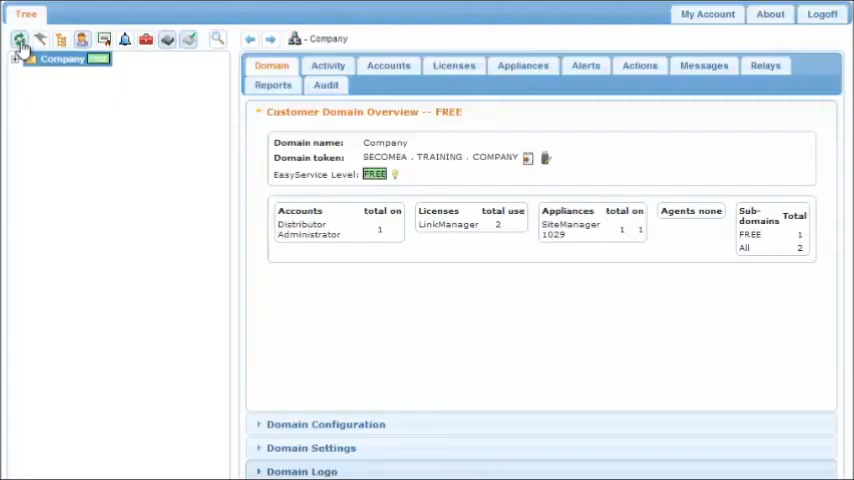 Tree
My Account
About
Logoff
- Company
Company FREE
Domain
Activity
Accounts
Licenses
Appliances
Alerts
Actions
Messages
Relays
Reports
Audit
Customer Domain Overview -- FREE
Domain name: Company
Domain token: SECOMEA . TRAINING . COMPANY
EasyService Level: FREE
Accounts total on
Distributor
Administrator 1
Licenses total use
LinkManager 2
Appliances total on
SiteManager
1029 1 1
Agents none
Sub-
domains Total
FREE 1
All 2
Domain Configuration
Domain Settings
Domain Logo